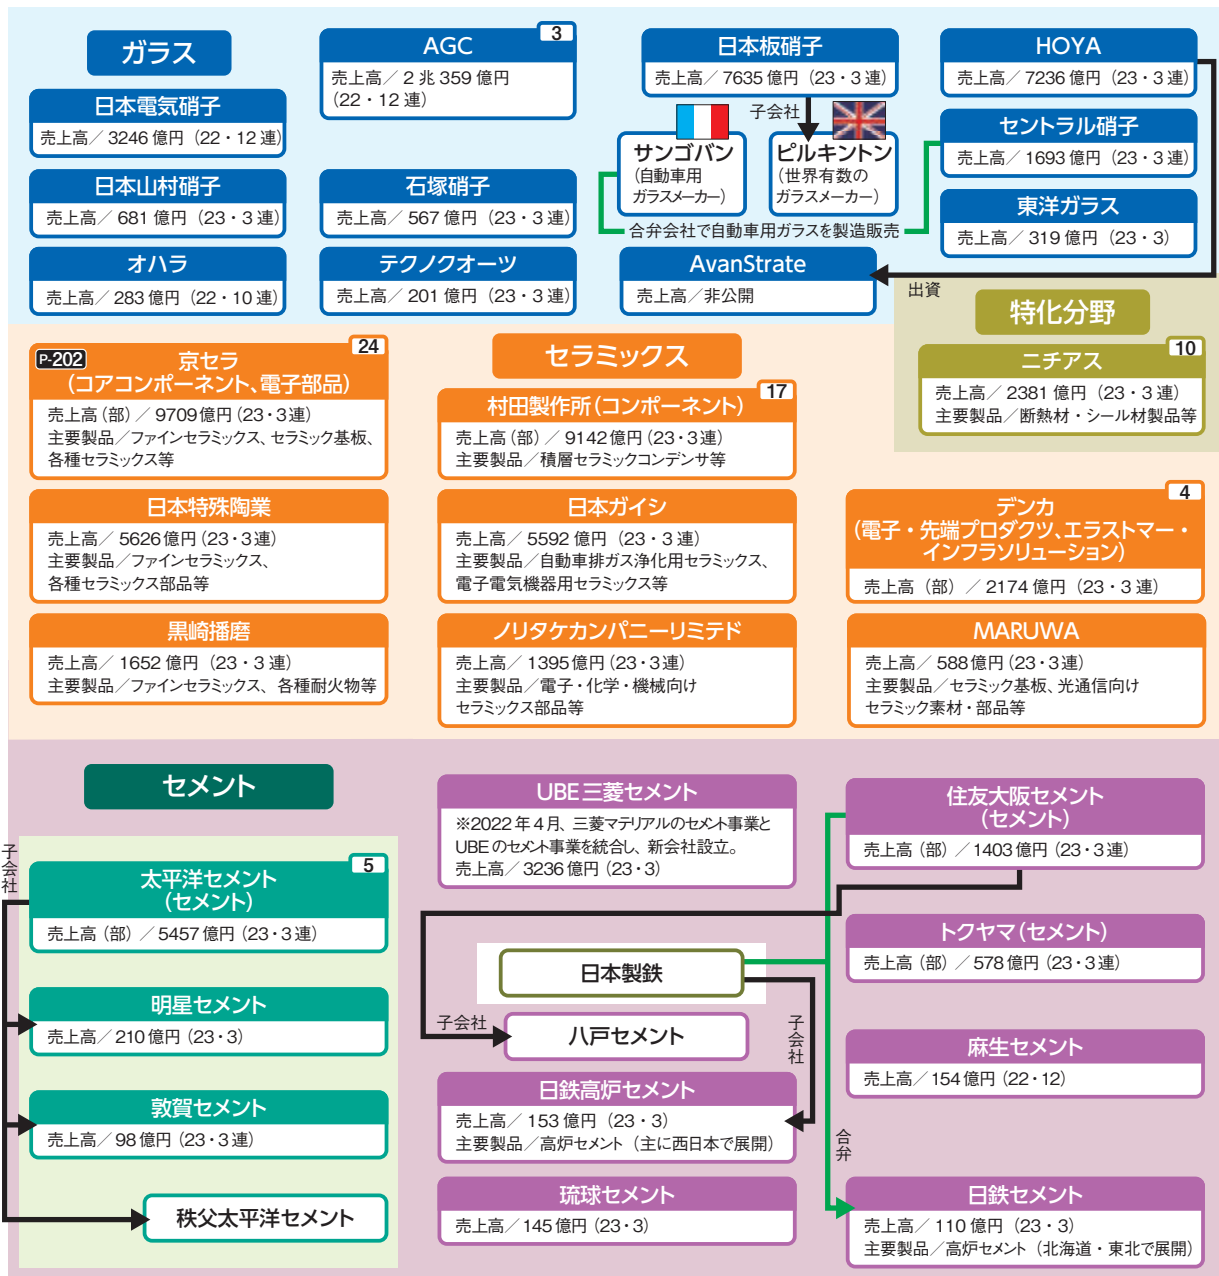 ガラス
AGC
3
売上高／2兆359億円
（22・12連）
日本板硝子
売上高／7635億円（23・3連）
HOYA
売上高／7236億円（23・3連）
日本電気硝子
売上高／3246億円（22・12連）
子会社
サンゴバン
（自動車用
ガラスメーカー）
ピルキントン
（世界有数の
ガラスメーカー）
セントラル硝子
売上高／1693億円（23・3連）
日本山村硝子
売上高／681億円（23・3連）
石塚硝子
売上高／567億円（23・3連）
合弁会社で自動車用ガラスを製造販売
東洋ガラス
売上高／319億円（23・3）
オハラ
売上高／283億円（22・10連）
テクノクオーツ
売上高／201億円（23・3連）
AvanStrate
売上高／非公開
出資
特化分野
ニチアス
10
売上高／2381億円（23・3連）
主要製品／断熱材・シール材製品等
セラミックス
P-202
京セラ
24
（コアコンポーネント、電子部品）
売上高（部）／9709億円（23・3連）
主要製品／ファインセラミックス、セラミック基板、
各種セラミックス等
村田製作所（コンポーネント）
17
売上高（部）／9142億円（23・3連）
主要製品／積層セラミックコンデンサ等
日本特殊陶業
売上高／5626億円（23・3連）
主要製品／ファインセラミックス、
各種セラミックス部品等
日本ガイシ
売上高／5592億円（23・3連）
主要製品／自動車排ガス浄化用セラミックス、
電子電気機器用セラミックス等
デンカ
4
（電子・先端プロダクツ、エラストマー・
インフラソリューション）
売上高（部）／2174億円（23・3連）
黒崎播磨
売上高／1652億円（23・3連）
主要製品／ファインセラミックス、各種耐火物等
ノリタケカンパニーリミテド
売上高／1395億円（23・3連）
主要製品／電子・化学・機械向け
セラミックス部品等
MARUWA
売上高／588億円（23・3連）
主要製品／セラミック基板、光通信向け
セラミック素材・部品等
セメント
子会社
太平洋セメント
5
（セメント）
売上高（部）／5457億円（23・3連）
明星セメント
売上高／210億円（23・3）
敦賀セメント
売上高／98億円（23・3連）
秩父太平洋セメント
UBE三菱セメント
※2022年4月、三菱マテリアルのセメント事業と
UBEのセメント事業を統合し、新会社設立。
売上高／3236億円（23・3）
住友大阪セメント
（セメント）
売上高（部）／1403億円（23・3連）
日本製鉄
トクヤマ（セメント）
売上高（部）／578億円（23・3連）
子会社
八戸セメント
子会社
麻生セメント
売上高／154億円（22・12）
日鉄高炉セメント
売上高／153億円（23・3）
主要製品／高炉セメント（主に西日本で展開）
合弁
琉球セメント
売上高／145億円（23・3）
日鉄セメント
売上高／110億円（23・3）
主要製品／高炉セメント（北海道・東北で展開）